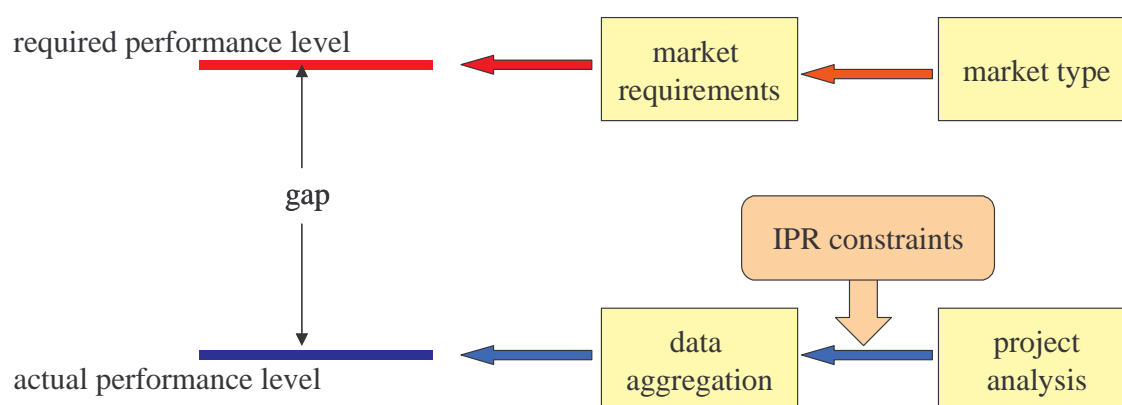 required performance level
market
requirements
market type
gap
IPR constraints
data
aggregation
project
analysis
actual performance level